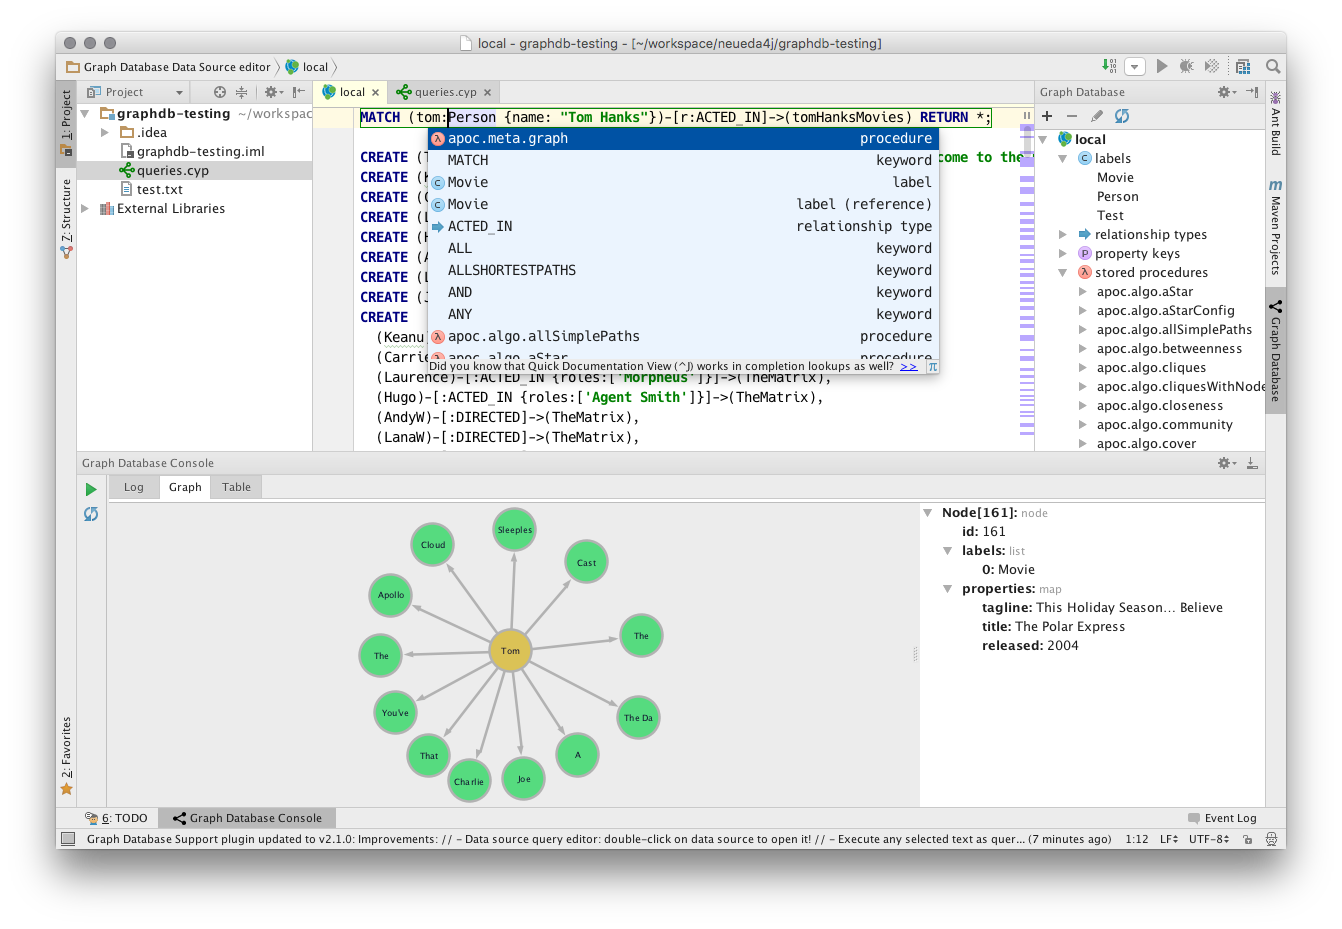 local - graphdb-testing - [~/workspace/neueda4j/graphdb-testing]
Graph Database Data Source editor
local
1: Project
Z: Structure
2: Favorites
Project
graphdb-testing ~/workspac
.idea
graphdb-testing.iml
queries.cyp
test.txt
External Libraries
local
queries.cyp
MATCH (tom:Person {name: "Tom Hanks"})-[r:ACTED_IN]->(tomHanksMovies) RETURN *;
apoc.meta.graph procedure
MATCH keyword
Movie label
Movie label (reference)
ACTED_IN relationship type
ALL keyword
ALLSHORTESTPATHS keyword
AND keyword
ANY keyword
apoc.algo.allSimplePaths procedure
apoc.algo.aStar procedure
Did you know that Quick Documentation View (^J) works in completion lookups as well? >> π
CREATE (T ome to the
CREATE (K
CREATE (C
CREATE (L
CREATE (H
CREATE (A
CREATE (L
CREATE (J
CREATE
(Keanu
(Carrie
(Laurence)-[:ACTED_IN {roles:['Morpheus']}]->(TheMatrix),
(Hugo)-[:ACTED_IN {roles:['Agent Smith']}]->(TheMatrix),
(AndyW)-[:DIRECTED]->(TheMatrix),
(LanaW)-[:DIRECTED]->(TheMatrix),
Graph Database
local
labels
Movie
Person
Test
relationship types
property keys
stored procedures
apoc.algo.aStar
apoc.algo.aStarConfig
apoc.algo.allSimplePaths
apoc.algo.betweenness
apoc.algo.cliques
apoc.algo.cliquesWithNode
apoc.algo.closeness
apoc.algo.community
apoc.algo.cover
Ant Build
Maven Projects
Graph Database
Graph Database Console
Log
Graph
Table
Sleeples
Cloud
Cast
Apollo
The
Tom
The
You've
The Da
That
A
Charlie
Joe
Node[161]: node
id: 161
labels: list
0: Movie
properties: map
tagline: This Holiday Season... Believe
title: The Polar Express
released: 2004
6: TODO
Graph Database Console
Event Log
Graph Database Support plugin updated to v2.1.0: Improvements: // - Data source query editor: double-click on data source to open it! // - Execute any selected text as quer... (7 minutes ago)
1:12
LF
UTF-8